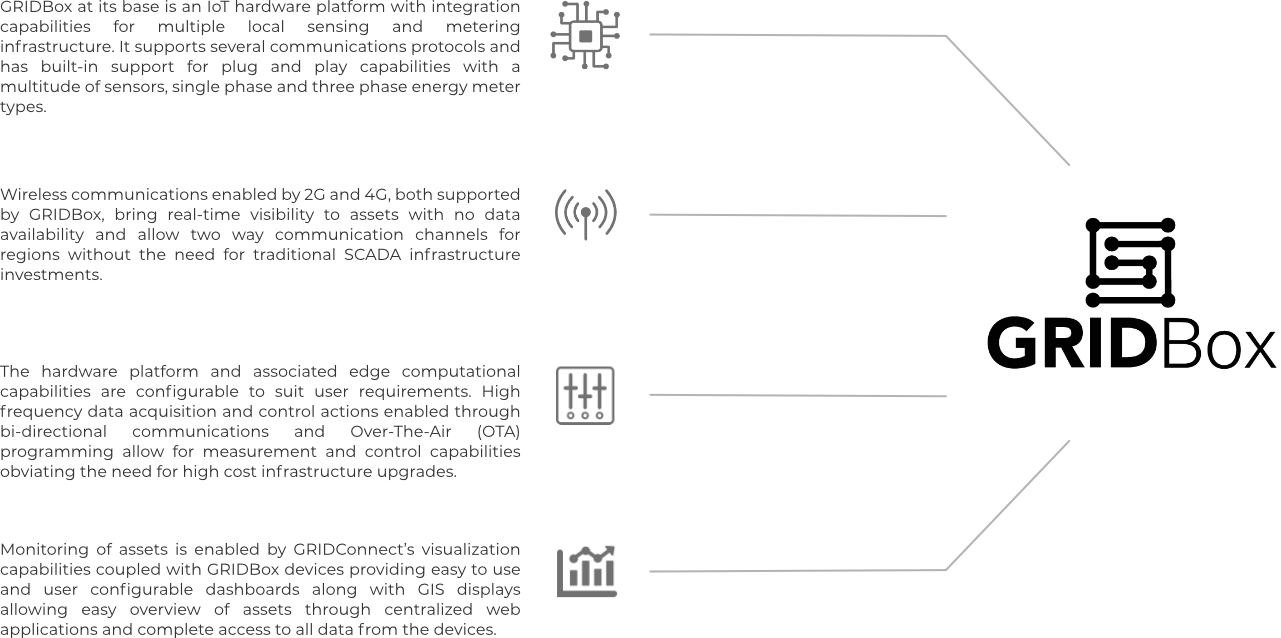 GRIDBox at its base is an IoT hardware platform with integration
capabilities for multiple local sensing and metering
infrastructure. It supports several communications protocols and
has built-in support for plug and play capabilities with a
multitude of sensors, single phase and three phase energy meter
types.
Wireless communications enabled by 2G and 4G, both supported
by GRIDBox, bring real-time visibility to assets with no data
availability and allow two way communication channels for
regions without the need for traditional SCADA infrastructure
investments.
The hardware platform and associated edge computational
capabilities are configurable to suit user requirements. High
frequency data acquisition and control actions enabled through
bi-directional communications and Over-The-Air (OTA)
programming allow for measurement and control capabilities
obviating the need for high cost infrastructure upgrades.
Monitoring of assets is enabled by GRIDConnect’s visualization
capabilities coupled with GRIDBox devices providing easy to use
and user configurable dashboards along with GIS displays
allowing easy overview of assets through centralized web
applications and complete access to all data from the devices.
GRIDBox